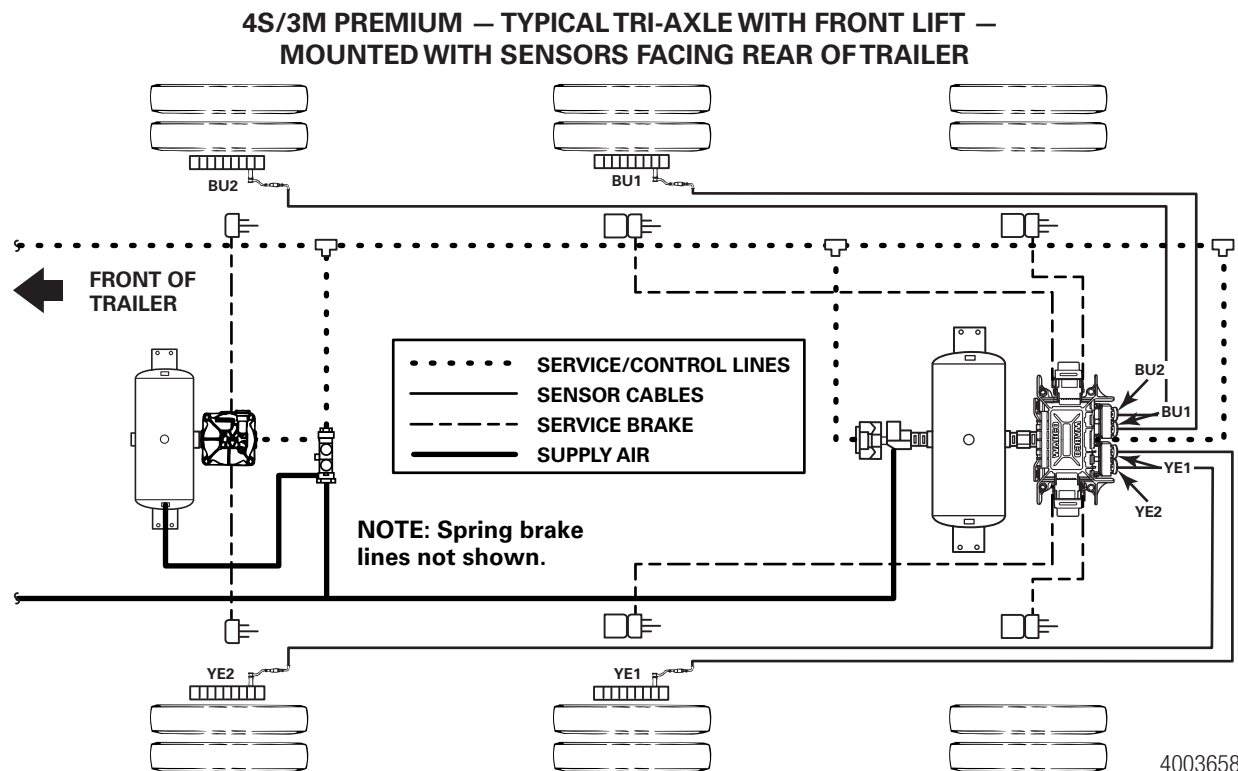 4S/3M PREMIUM — TYPICAL TRI-AXLE WITH FRONT LIFT —
MOUNTED WITH SENSORS FACING REAR OF TRAILER
BU2
BU1
FRONT OF
TRAILER
SERVICE/CONTROL LINES
SENSOR CABLES
SERVICE BRAKE
SUPPLY AIR
BU2
BU1
WABCO
WABCO
YE1
YE2
NOTE: Spring brake
lines not shown.
YE2
YE1
4003658